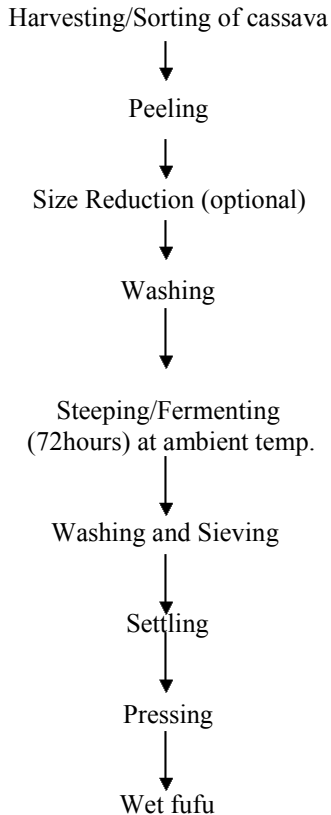 Harvesting/Sorting of cassava
Peeling
Size Reduction (optional)
Washing
Steeping/Fermenting
(72hours) at ambient temp.
Washing and Sieving
Settling
Pressing
Wet fufu